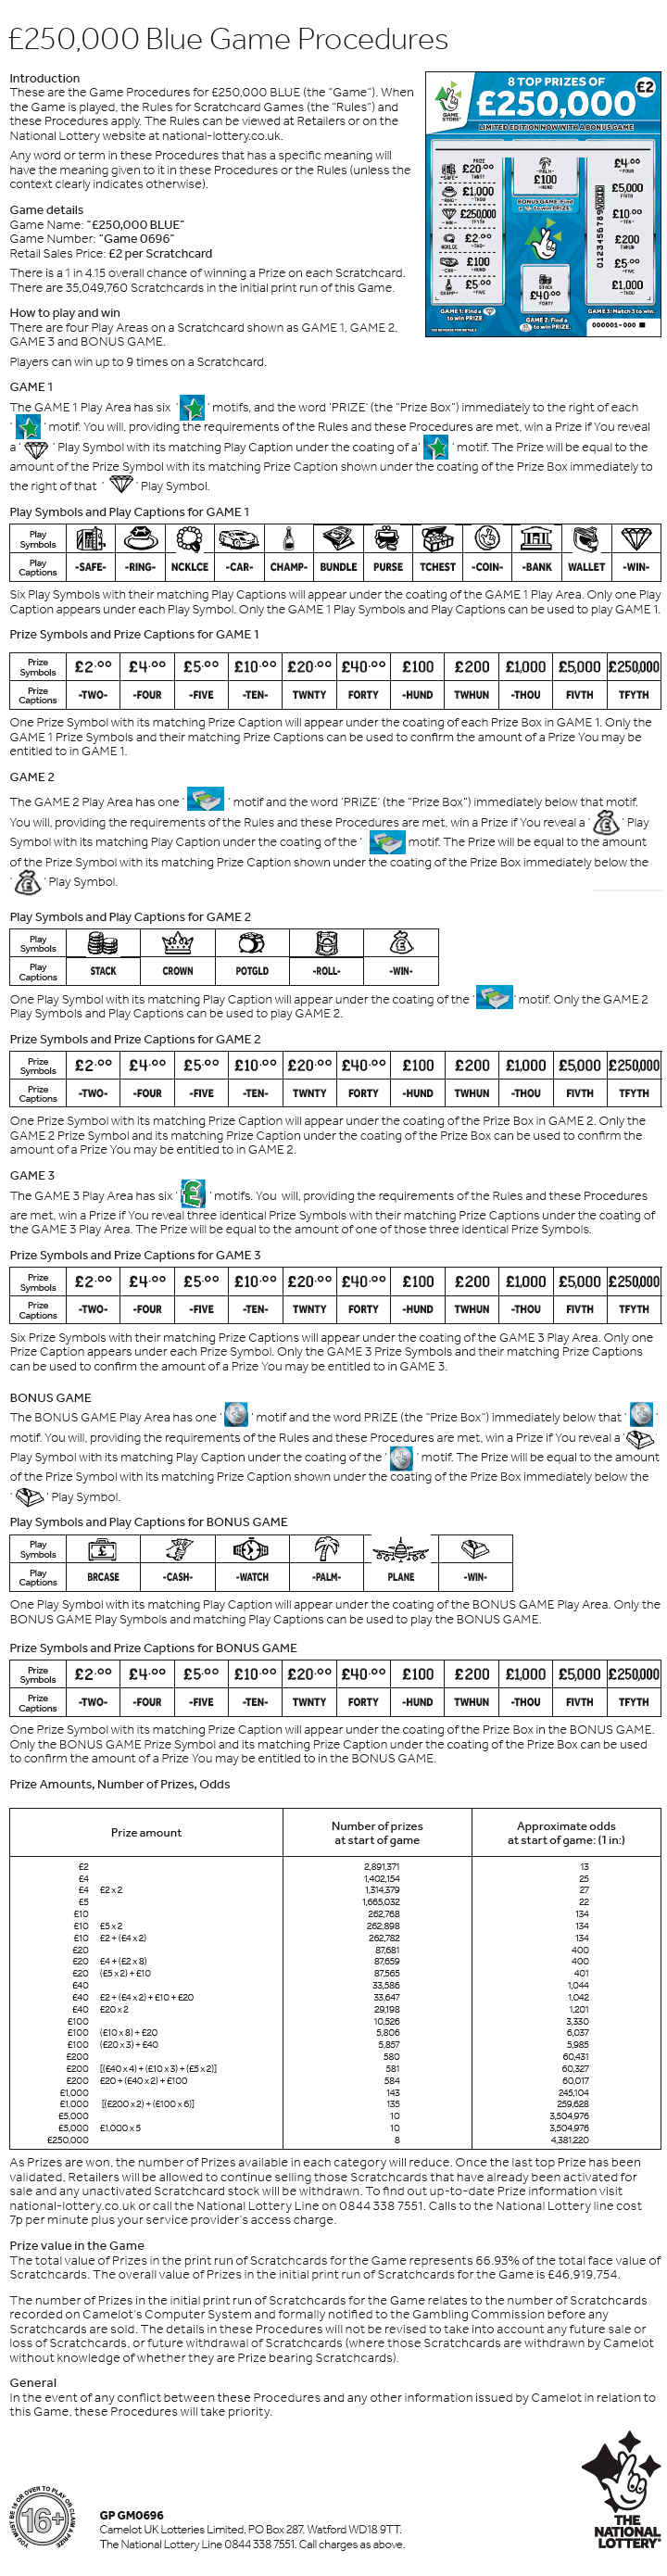 £250,000 Blue Game Procedures
Introduction
These are the Game Procedures for £250,000 BLUE (the “Game”). When
the Game is played, the Rules for Scratchcard Games (the “Rules”) and
these Procedures apply. The Rules can be viewed at Retailers or on the
National Lottery website at national-lottery.co.uk.
Any word or term in these Procedures that has a specific meaning will
have the meaning given to it in these Procedures or the Rules (unless the
context clearly indicates otherwise).
Game details
Game Name: “£250,000 BLUE”
Game Number: “Game 0696”
Retail Sales Price: £2 per Scratchcard
There is a 1 in 4.15 overall chance of winning a Prize on each Scratchcard.
There are 35,049,760 Scratchcards in the initial print run of this Game.
How to play and win
There are four Play Areas on a Scratchcard shown as GAME 1, GAME 2,
GAME 3 and BONUS GAME.
Players can win up to 9 times on a Scratchcard.
GAME STORE
8 TOP PRIZES OF
£2
£250,000
LIMITED EDITION NOW WITH A BONUS GAME
PRIZE
-SAFE- £20.00 TWNTY
-RING- £1,000 -THOU
-WIN- £250,000 TFYTH
NCKLCE £2.00 -TWO-
-CAR- £100 -HUND
CHAMP- £5.00 -FIVE
GAME 1: Find a
to win PRIZE.
-PALM-
£100
-HUND
BONUS GAME: Find
a to win PRIZE.
STACK
£40.00
FORTY
GAME 2: Find a
to win PRIZE.
0123456789 VOID
£4.00
-FOUR
£5,000
FIVTH
£10.00
-TEN-
£200
TWHUN
£5.00
-FIVE
£1,000
-THOU
GAME 3: Match 3 to win.
000001-000
GAME 1
The GAME 1 Play Area has six ‘ ’ motifs, and the word ‘PRIZE’ (the “Prize Box”) immediately to the right of each
‘ ’ motif. You will, providing the requirements of the Rules and these Procedures are met, win a Prize if You reveal
a ‘ ’ Play Symbol with its matching Play Caption under the coating of a ‘ ’ motif. The Prize will be equal to the
amount of the Prize Symbol with its matching Prize Caption shown under the coating of the Prize Box immediately to
the right of that ‘ ’ Play Symbol.
Play Symbols and Play Captions for GAME 1
Play Symbols
Play Captions -SAFE- -RING- NCKLCE -CAR- CHAMP- BUNDLE PURSE TCHEST -COIN- -BANK WALLET -WIN-
Six Play Symbols with their matching Play Captions will appear under the coating of the GAME 1 Play Area. Only one Play
Caption appears under each Play Symbol. Only the GAME 1 Play Symbols and Play Captions can be used to play GAME 1.
Prize Symbols and Prize Captions for GAME 1
Prize Symbols £2.00 £4.00 £5.00 £10.00 £20.00 £40.00 £100 £200 £1,000 £5,000 £250,000
Prize Captions -TWO- -FOUR -FIVE -TEN- TWNTY FORTY -HUND TWHUN -THOU FIVTH TFYTH
One Prize Symbol with its matching Prize Caption will appear under the coating of each Prize Box in GAME 1. Only the
GAME 1 Prize Symbols and their matching Prize Captions can be used to confirm the amount of a Prize You may be
entitled to in GAME 1.
GAME 2
The GAME 2 Play Area has one ‘ ’ motif and the word ‘PRIZE’ (the “Prize Box”) immediately below that motif.
You will, providing the requirements of the Rules and these Procedures are met, win a Prize if You reveal a ‘ ’ Play
Symbol with its matching Play Caption under the coating of the ‘ ’ motif. The Prize will be equal to the amount
of the Prize Symbol with its matching Prize Caption shown under the coating of the Prize Box immediately below the
‘ ’ Play Symbol.
Play Symbols and Play Captions for GAME 2
Play Symbols
Play Captions STACK CROWN POTGLD -ROLL- -WIN-
One Play Symbol with its matching Play Caption will appear under the coating of the ‘ ’ motif. Only the GAME 2
Play Symbols and Play Captions can be used to play GAME 2.
Prize Symbols and Prize Captions for GAME 2
Prize Symbols £2.00 £4.00 £5.00 £10.00 £20.00 £40.00 £100 £200 £1,000 £5,000 £250,000
Prize Captions -TWO- -FOUR -FIVE -TEN- TWNTY FORTY -HUND TWHUN -THOU FIVTH TFYTH
One Prize Symbol with its matching Prize Caption will appear under the coating of the Prize Box in GAME 2. Only the
GAME 2 Prize Symbol and its matching Prize Caption under the coating of the Prize Box can be used to confirm the
amount of a Prize You may be entitled to in GAME 2.
GAME 3
The GAME 3 Play Area has six ‘ £ ’ motifs. You will, providing the requirements of the Rules and these Procedures
are met, win a Prize if You reveal three identical Prize Symbols with their matching Prize Captions under the coating of
the GAME 3 Play Area. The Prize will be equal to the amount of one of those three identical Prize Symbols.
Prize Symbols and Prize Captions for GAME 3
Prize Symbols £2.00 £4.00 £5.00 £10.00 £20.00 £40.00 £100 £200 £1,000 £5,000 £250,000
Prize Captions -TWO- -FOUR -FIVE -TEN- TWNTY FORTY -HUND TWHUN -THOU FIVTH TFYTH
Six Prize Symbols with their matching Prize Captions will appear under the coating of the GAME 3 Play Area. Only one
Prize Caption appears under each Prize Symbol. Only the GAME 3 Prize Symbols and their matching Prize Captions
can be used to confirm the amount of a Prize You may be entitled to in GAME 3.
BONUS GAME
The BONUS GAME Play Area has one ‘ ’ motif and the word PRIZE (the “Prize Box”) immediately below that ‘ ’
motif. You will, providing the requirements of the Rules and these Procedures are met, win a Prize if You reveal a ‘ ’
Play Symbol with its matching Play Caption under the coating of the ‘ ’ motif. The Prize will be equal to the amount
of the Prize Symbol with its matching Prize Caption shown under the coating of the Prize Box immediately below the
‘ ’ Play Symbol.
Play Symbols and Play Captions for BONUS GAME
Play Symbols
Play Captions BRCASE -CASH- -WATCH -PALM- PLANE -WIN-
One Play Symbol with its matching Play Caption will appear under the coating of the BONUS GAME Play Area. Only the
BONUS GAME Play Symbols and matching Play Captions can be used to play the BONUS GAME.
Prize Symbols and Prize Captions for BONUS GAME
Prize Symbols £2.00 £4.00 £5.00 £10.00 £20.00 £40.00 £100 £200 £1,000 £5,000 £250,000
Prize Captions -TWO- -FOUR -FIVE -TEN- TWNTY FORTY -HUND TWHUN -THOU FIVTH TFYTH
One Prize Symbol with its matching Prize Caption will appear under the coating of the Prize Box in the BONUS GAME.
Only the BONUS GAME Prize Symbol and its matching Prize Caption under the coating of the Prize Box can be used
to confirm the amount of a Prize You may be entitled to in the BONUS GAME.
Prize Amounts, Number of Prizes, Odds
Prize amount Number of prizes at start of game Approximate odds at start of game: (1 in:)
£2 2,891,371 13
£4 1,402,154 25
£4 £2 x 2 1,314,379 27
£5 1,665,032 22
£10 262,768 134
£10 £5 x 2 262,898 134
£10 £2 + (£4 x 2) 262,782 134
£20 87,681 400
£20 £4 + (£2 x 8) 87,659 400
£20 (£5 x 2) + £10 87,565 401
£40 33,586 1,044
£40 £2 + (£4 x 2) + £10 + £20 33,647 1,042
£40 £20 x 2 29,198 1,201
£100 10,526 3,330
£100 (£10 x 8) + £20 5,806 6,037
£100 (£20 x 3) + £40 5,857 5,985
£200 580 60,431
£200 [(£40 x 4) + (£10 x 3) + (£5 x 2)] 581 60,327
£200 £20 + (£40 x 2) + £100 584 60,017
£1,000 143 245,104
£1,000 [(£200 x 2) + (£100 x 6)] 135 259,628
£5,000 10 3,504,976
£5,000 £1,000 x 5 10 3,504,976
£250,000 8 4,381,220
As Prizes are won, the number of Prizes available in each category will reduce. Once the last top Prize has been
validated, Retailers will be allowed to continue selling those Scratchcards that have already been activated for
sale and any unactivated Scratchcard stock will be withdrawn. To find out up-to-date Prize information visit
national-lottery.co.uk or call the National Lottery Line on 0844 338 7551. Calls to the National Lottery line cost
7p per minute plus your service provider’s access charge.
Prize value in the Game
The total value of Prizes in the print run of Scratchcards for the Game represents 66.93% of the total face value of
Scratchcards. The overall value of Prizes in the initial print run of Scratchcards for the Game is £46,919,754.
The number of Prizes in the initial print run of Scratchcards for the Game relates to the number of Scratchcards
recorded on Camelot’s Computer System and formally notified to the Gambling Commission before any
Scratchcards are sold. The details in these Procedures will not be revised to take into account any future sale or
loss of Scratchcards, or future withdrawal of Scratchcards (where those Scratchcards are withdrawn by Camelot
without knowledge of whether they are Prize bearing Scratchcards).
General
In the event of any conflict between these Procedures and any other information issued by Camelot in relation to
this Game, these Procedures will take priority.
YOU MUST BE 16 OR OVER TO PLAY OR CLAIM A PRIZE
16+
GP GM0696
Camelot UK Lotteries Limited, PO Box 287, Watford WD18 9TT.
The National Lottery Line 0844 338 7551. Call charges as above.
THE
NATIONAL
LOTTERY®